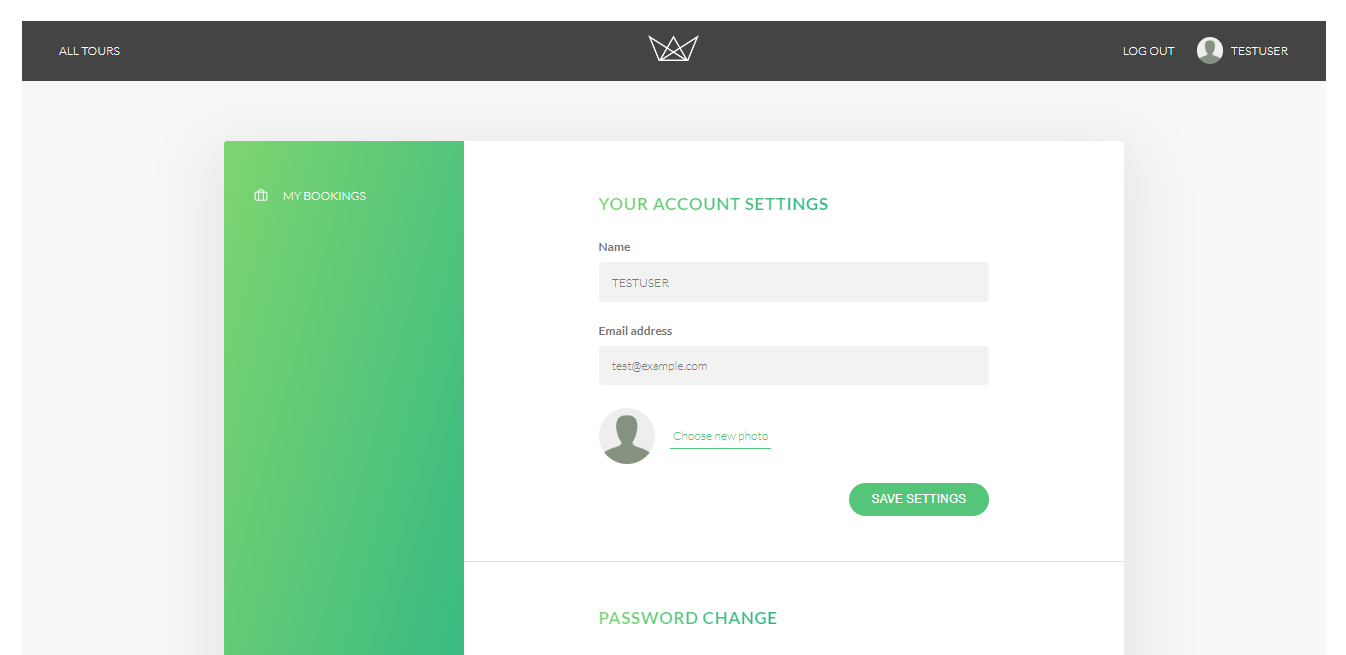 ALL TOURS
LOG OUT
TESTUSER
MY BOOKINGS
YOUR ACCOUNT SETTINGS
Name
TESTUSER
Email address
test@example.com
Choose new photo
SAVE SETTINGS
PASSWORD CHANGE